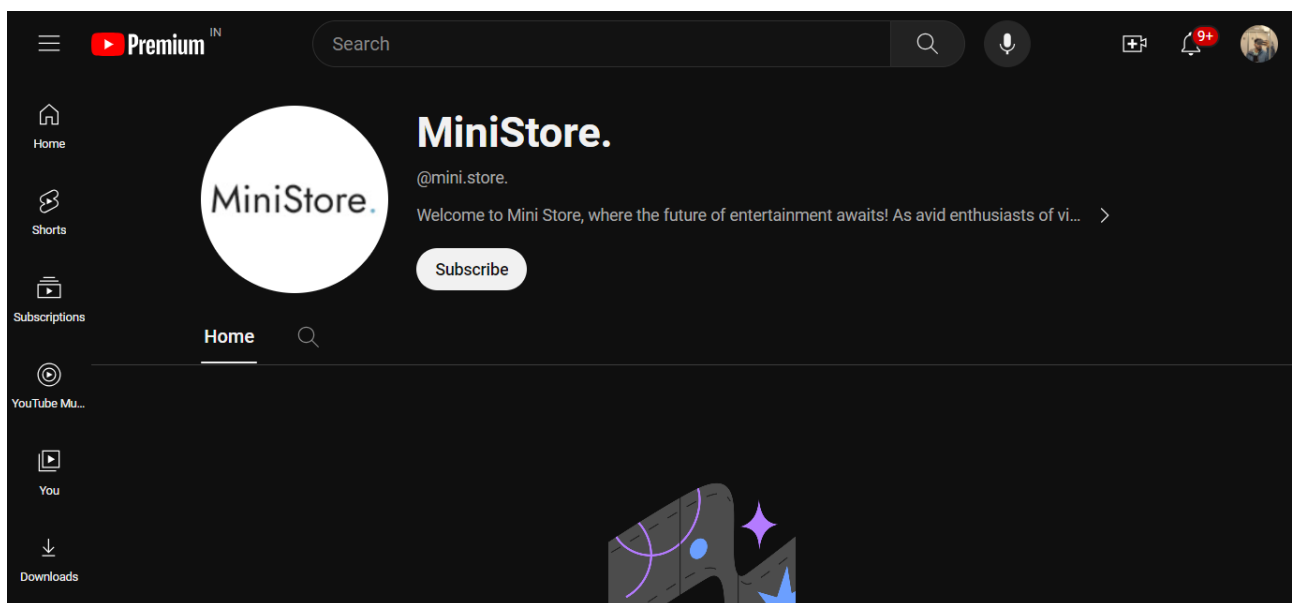 Premium IN
Search
9+
Home
Shorts
Subscriptions
YouTube Mu...
You
Downloads
MiniStore.
MiniStore.
@mini.store.
Welcome to Mini Store, where the future of entertainment awaits! As avid enthusiasts of vi...
Subscribe
Home